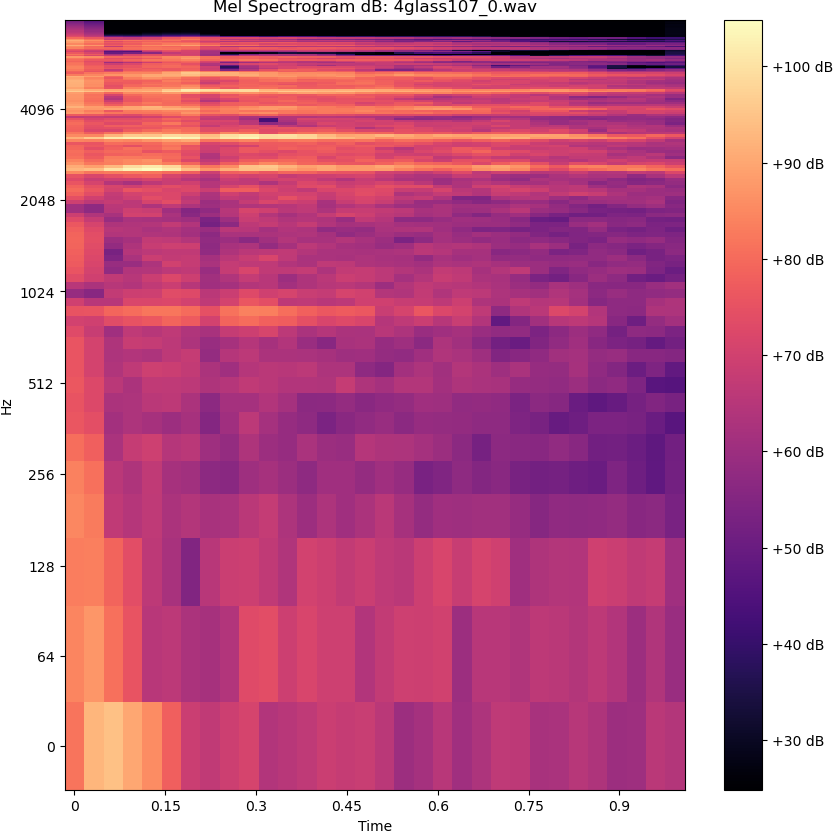 Mel Spectrogram dB: 4glass107_0.wav
+100 dB
4096
+90 dB
2048
+80 dB
1024
+70 dB
512
Hz
+60 dB
256
+50 dB
128
64
+40 dB
0
+30 dB
0 0.15 0.3 0.45 0.6 0.75 0.9
Time